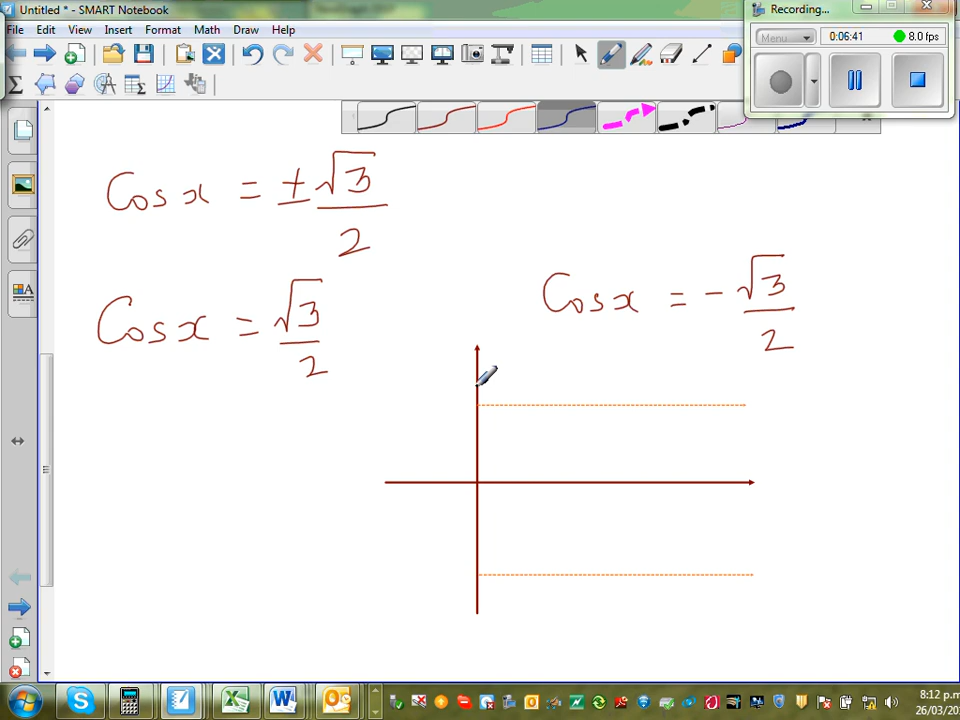 Untitled * - SMART Notebook
Recording...
File Edit View Insert Format Math Draw Help
Menu
0:06:41
8.0 fps
Cos x = ± √3 / 2
Cos x = - √3 / 2
Cos x = √3 / 2
8:12 p.m
26/03/20